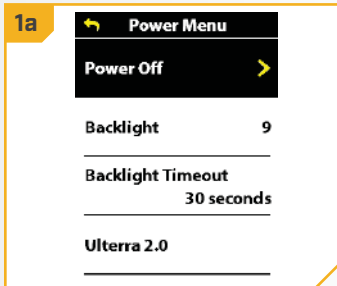 1a
Power Menu
Power Off
Backlight 9
Backlight Timeout
30 seconds
Ulterra 2.0